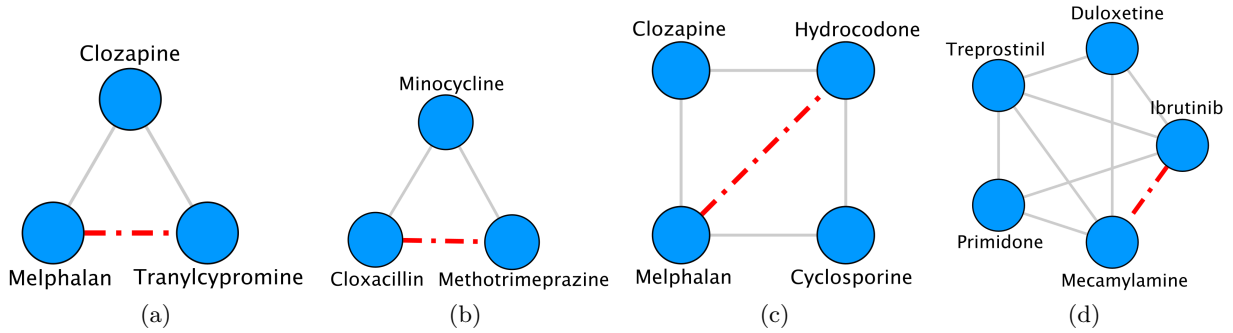 Clozapine
Melphalan
Tranylcypromine
(a)
Minocycline
Cloxacillin
Methotrimeprazine
(b)
Clozapine
Hydrocodone
Melphalan
Cyclosporine
(c)
Duloxetine
Treprostinil
Ibrutinib
Primidone
Mecamylamine
(d)